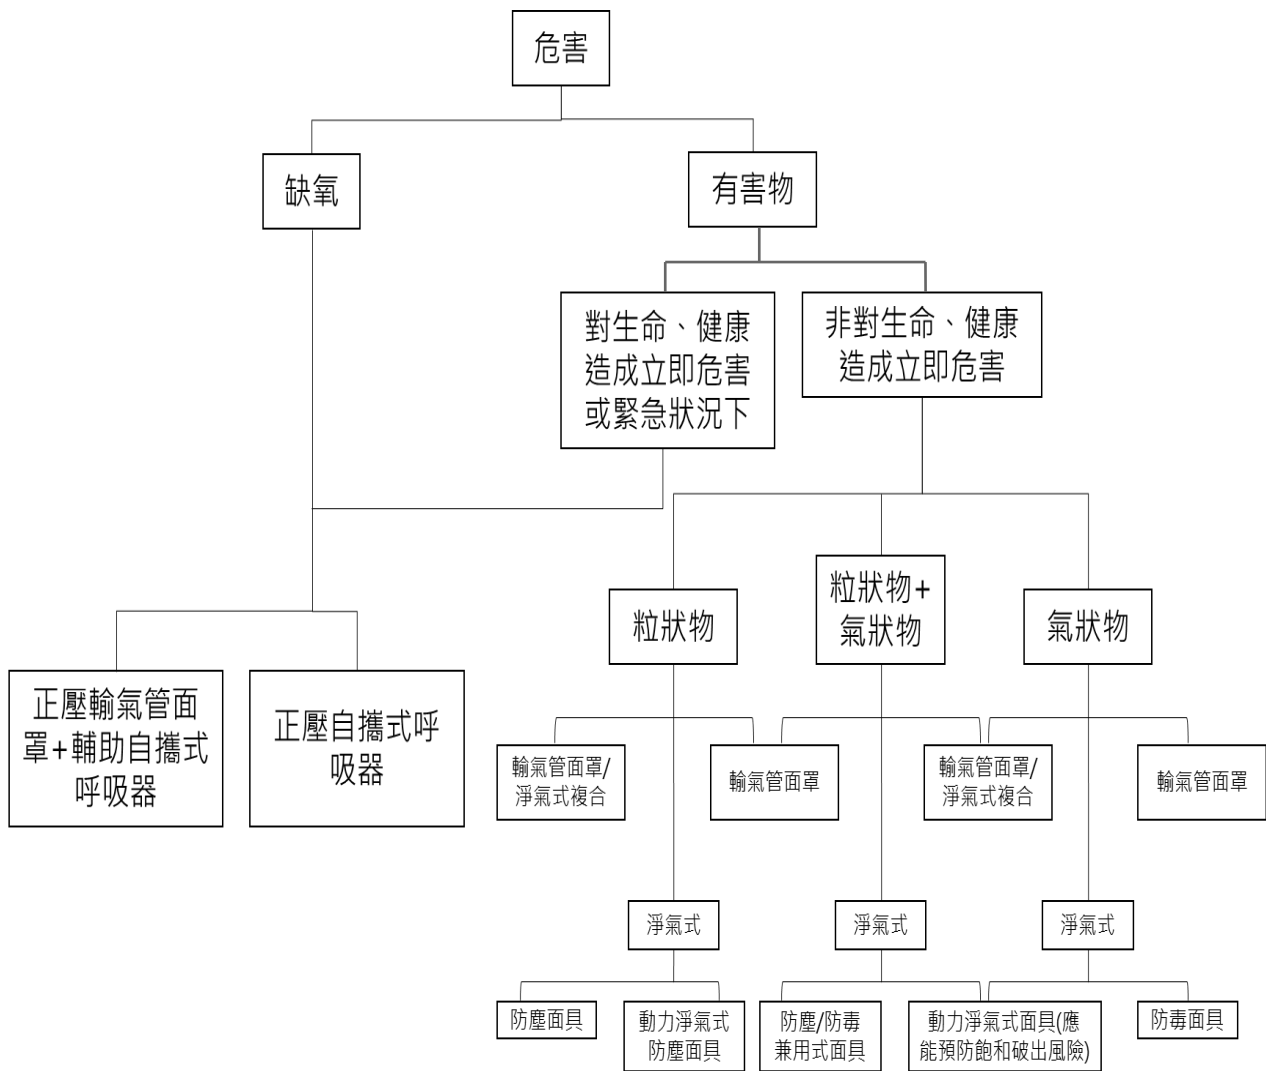 危害
缺氧
有害物
對生命、健康
造成立即危害
或緊急狀況下
非對生命、健康
造成立即危害
粒狀物
粒狀物+
氣狀物
氣狀物
正壓輸氣管面
罩+輔助自攜式
呼吸器
正壓自攜式呼
吸器
輸氣管面罩/
淨氣式複合
輸氣管面罩
輸氣管面罩/
淨氣式複合
輸氣管面罩
淨氣式
淨氣式
淨氣式
防塵面具
動力淨氣式
防塵面具
防塵/防毒
兼用式面具
動力淨氣式面具(應
能預防飽和破出風險)
防毒面具